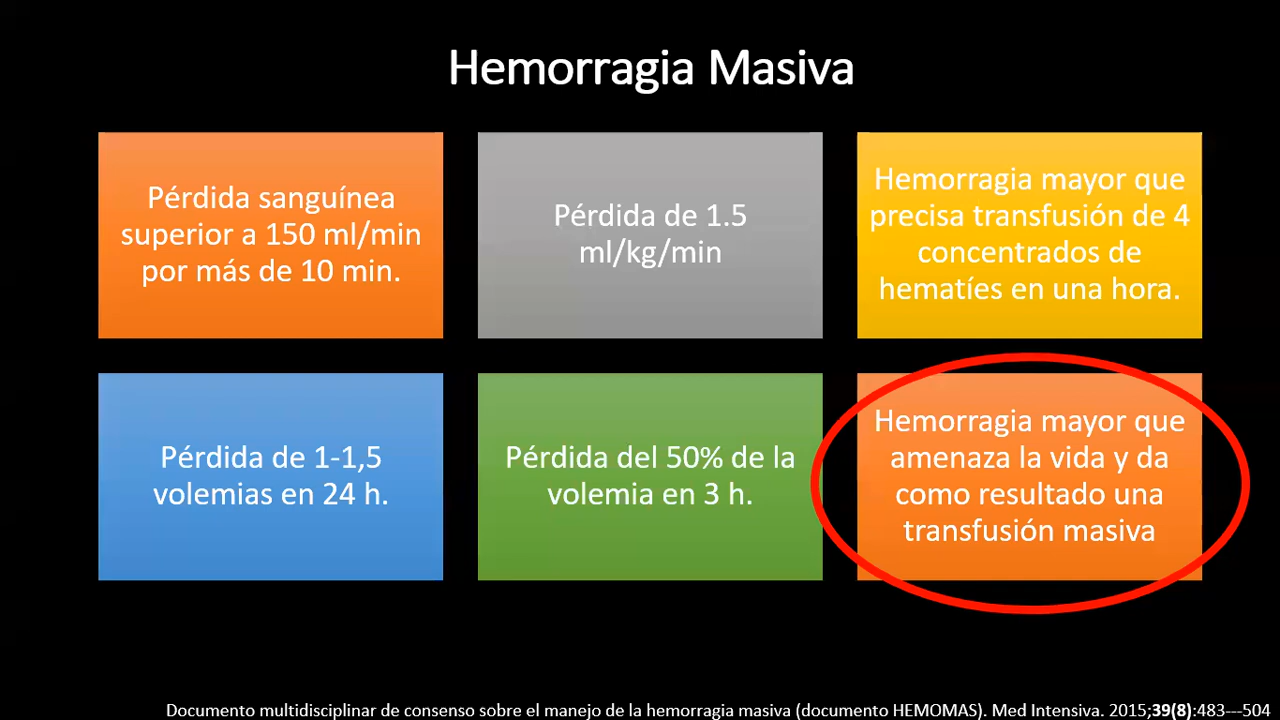 Hemorragia Masiva
Pérdida sanguínea
superior a 150 ml/min
por más de 10 min.
Pérdida de 1.5
ml/kg/min
Hemorragia mayor que
precisa transfusión de 4
concentrados de
hematíes en una hora.
Pérdida de 1-1,5
volemias en 24 h.
Pérdida del 50% de la
volemia en 3 h.
Hemorragia mayor que
amenaza la vida y da
como resultado una
transfusión masiva
Documento multidisciplinar de consenso sobre el manejo de la hemorragia masiva (documento HEMOMAS). Med Intensiva. 2015;39(8):483---504